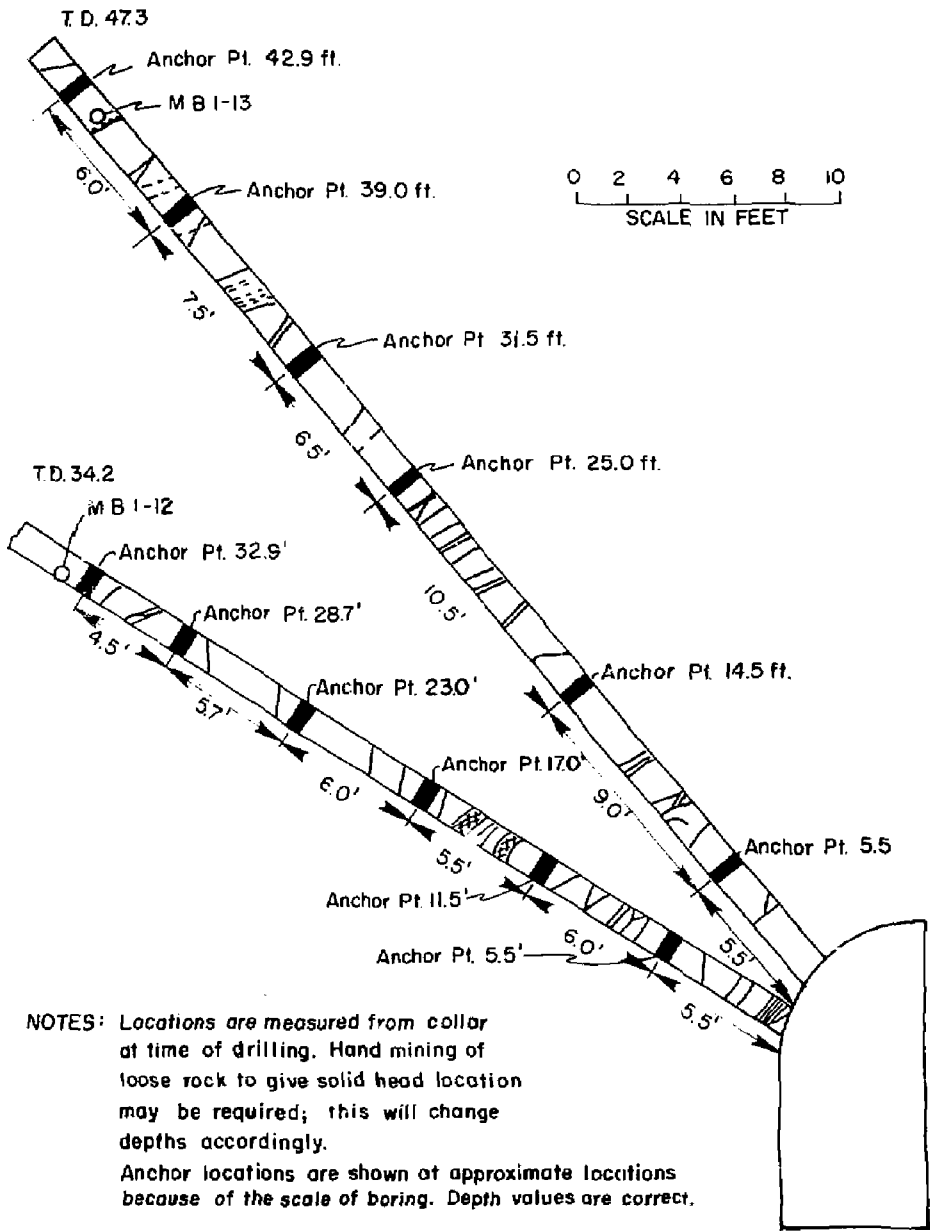 T. D. 47.3
Anchor Pt. 42.9 ft.
M B 1-13
6.0'
Anchor Pt. 39.0 ft.
0 2 4 6 8 10
SCALE IN FEET
7.5'
Anchor Pt 31.5 ft.
6.5'
Anchor Pt. 25.0 ft.
T.D. 34.2
M B 1-12
Anchor Pt. 32.9'
10.5'
4.5'
Anchor Pt. 28.7'
5.7'
Anchor Pt. 23.0'
Anchor Pt. 14.5 ft.
6.0'
Anchor Pt. 17.0'
9.0'
5.5'
Anchor Pt. 5.5
Anchor Pt. 11.5'
6.0'
Anchor Pt. 5.5'
5.5'
5.5'
NOTES: Locations are measured from collar
at time of drilling. Hand mining of
loose rock to give solid head location
may be required; this will change
depths accordingly.
Anchor locations are shown at approximate locations
because of the scale of boring. Depth values are correct.